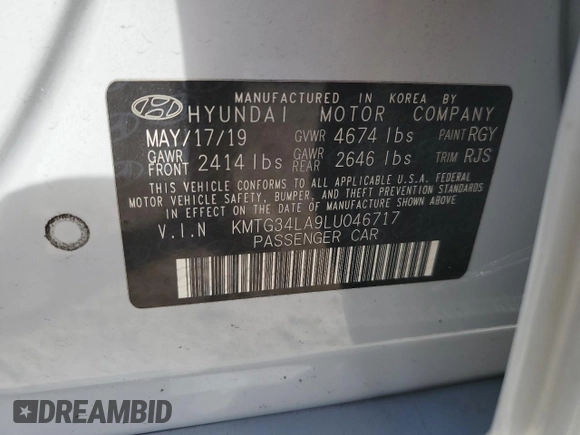 MANUFACTURED IN KOREA BY
HYUNDAI MOTOR COMPANY
MAY/17/19 GVWR 4674 lbs PAINT RGY
GAWR FRONT 2414 lbs GAWR REAR 2646 lbs TRIM RJS
THIS VEHICLE CONFORMS TO ALL APPLICABLE U.S.A. FEDERAL
MOTOR VEHICLE SAFETY, BUMPER, AND THEFT PREVENTION STANDARDS
IN EFFECT ON THE DATE OF MANUFACTURE SHOWN ABOVE
V.I.N KMTG34LA9LU046717
PASSENGER CAR
DREAMBID